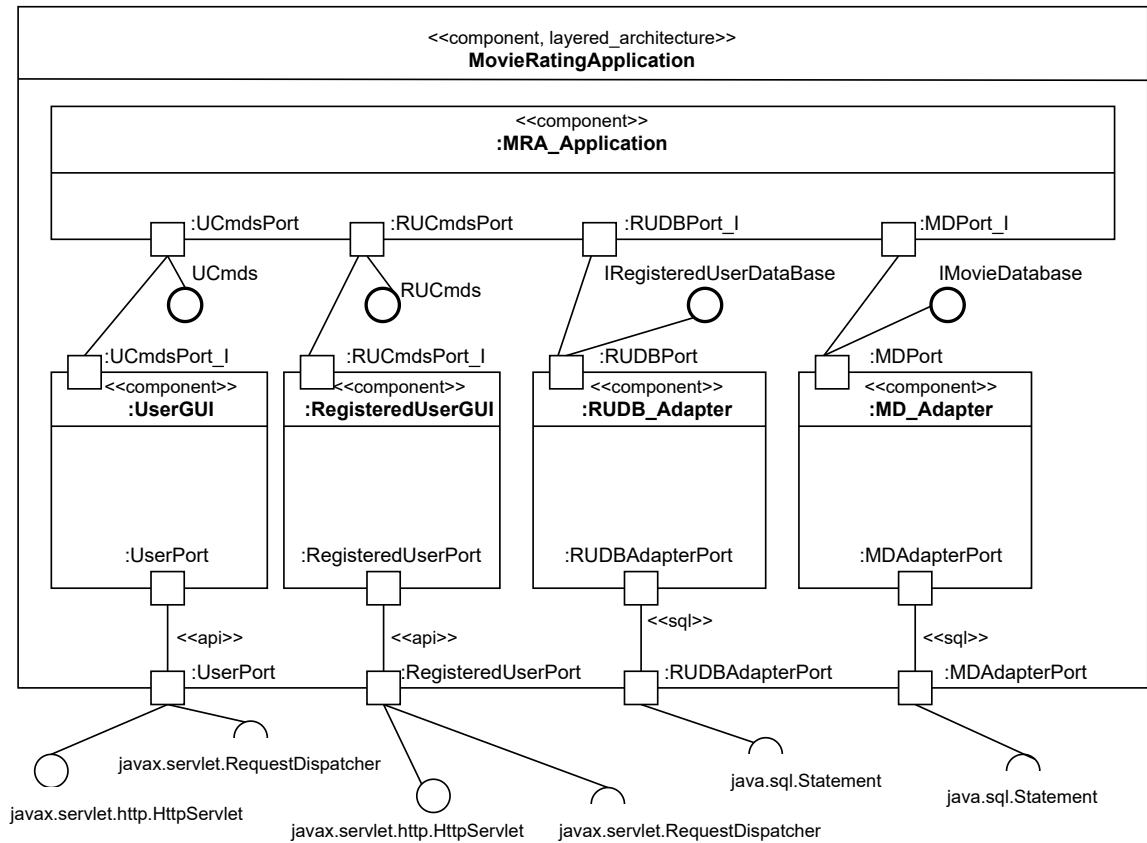 <<component, layered_architecture>>
MovieRatingApplication
<<component>>
:MRA_Application
:UCmdsPort
:RUCmdsPort
:RUDBPort_I
:MDPort_I
UCmds
RUCmds
IRegisteredUserDataBase
IMovieDatabase
:UCmdsPort_I
:RUCmdsPort_I
:RUDBPort
:MDPort
<<component>>
:UserGUI
<<component>>
:RegisteredUserGUI
<<component>>
:RUDB_Adapter
<<component>>
:MD_Adapter
:UserPort
:RegisteredUserPort
:RUDBAdapterPort
:MDAdapterPort
<<api>>
<<api>>
<<sql>>
<<sql>>
:UserPort
:RegisteredUserPort
:RUDBAdapterPort
:MDAdapterPort
javax.servlet.RequestDispatcher
javax.servlet.http.HttpServlet
javax.servlet.http.HttpServlet
javax.servlet.RequestDispatcher
java.sql.Statement
java.sql.Statement